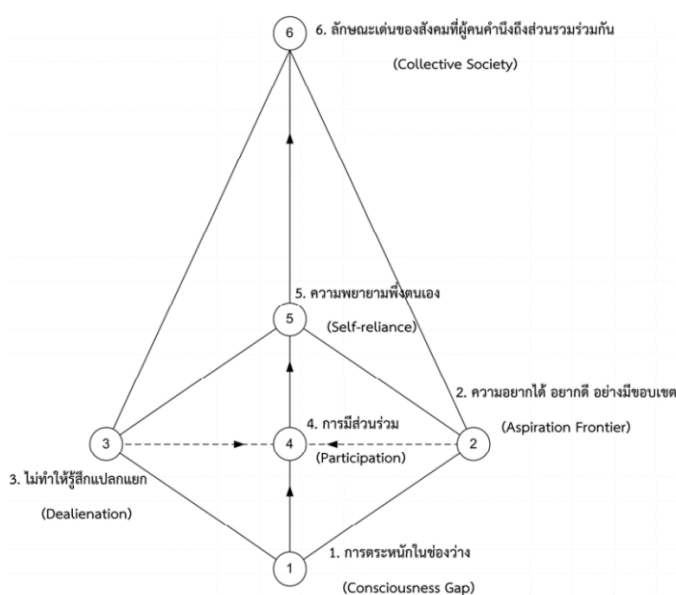 6
6. ลักษณะเด่นของสังคมที่ผู้คนคำนึงถึงส่วนรวมร่วมกัน
(Collective Society)
5. ความพยายามพึ่งตนเอง
5
(Self-reliance)
2. ความอยากได้ อยากดี อย่างมีขอบเขต
4. การมีส่วนร่วม
(Aspiration Frontier)
3
4
2
(Participation)
3. ไม่ทำให้รู้สึกแปลกแยก
(Dealienation)
1. การตระหนักในช่องว่าง
1
(Consciousness Gap)